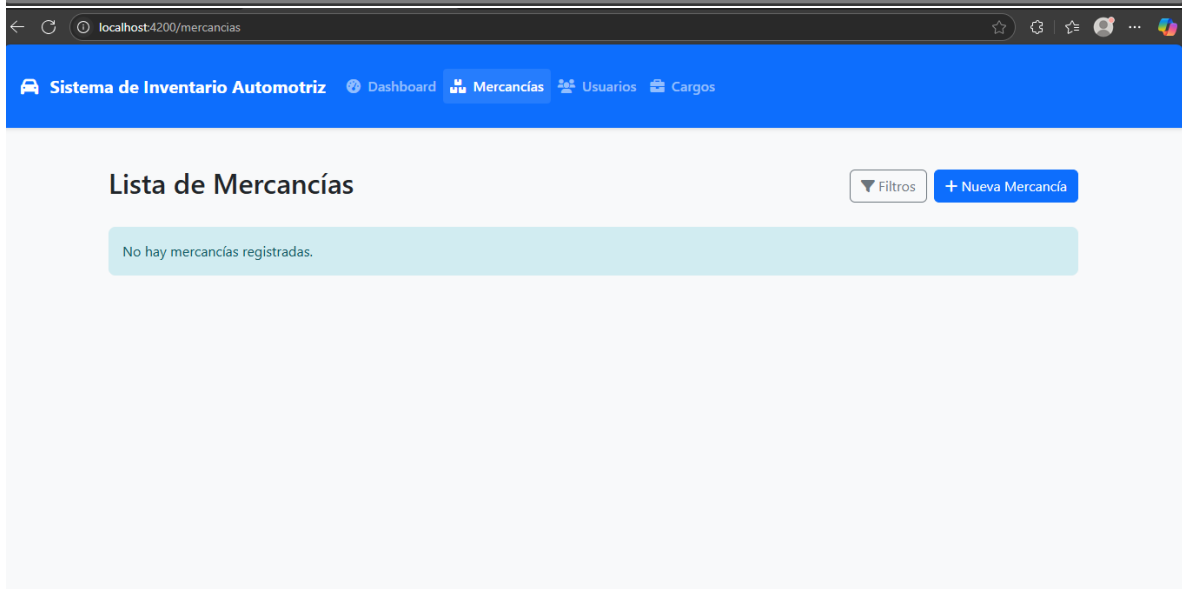 localhost:4200/mercancias
Sistema de Inventario Automotriz Dashboard Mercancías Usuarios Cargos
Lista de Mercancías Filtros + Nueva Mercancía
No hay mercancías registradas.